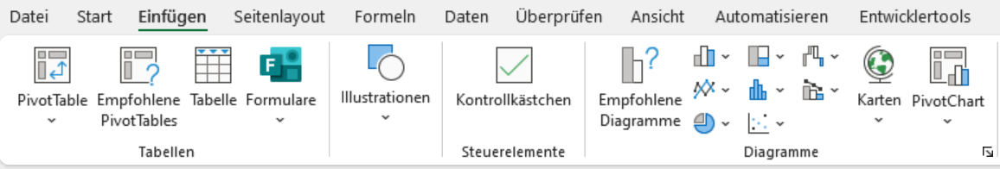 Datei Start Einfügen Seitenlayout Formeln Daten Überprüfen Ansicht Automatisieren Entwicklertools
PivotTable Empfohlene PivotTables Tabelle Formulare Illustrationen Kontrollkästchen Empfohlene Diagramme Karten PivotChart
Tabellen Steuerelemente Diagramme